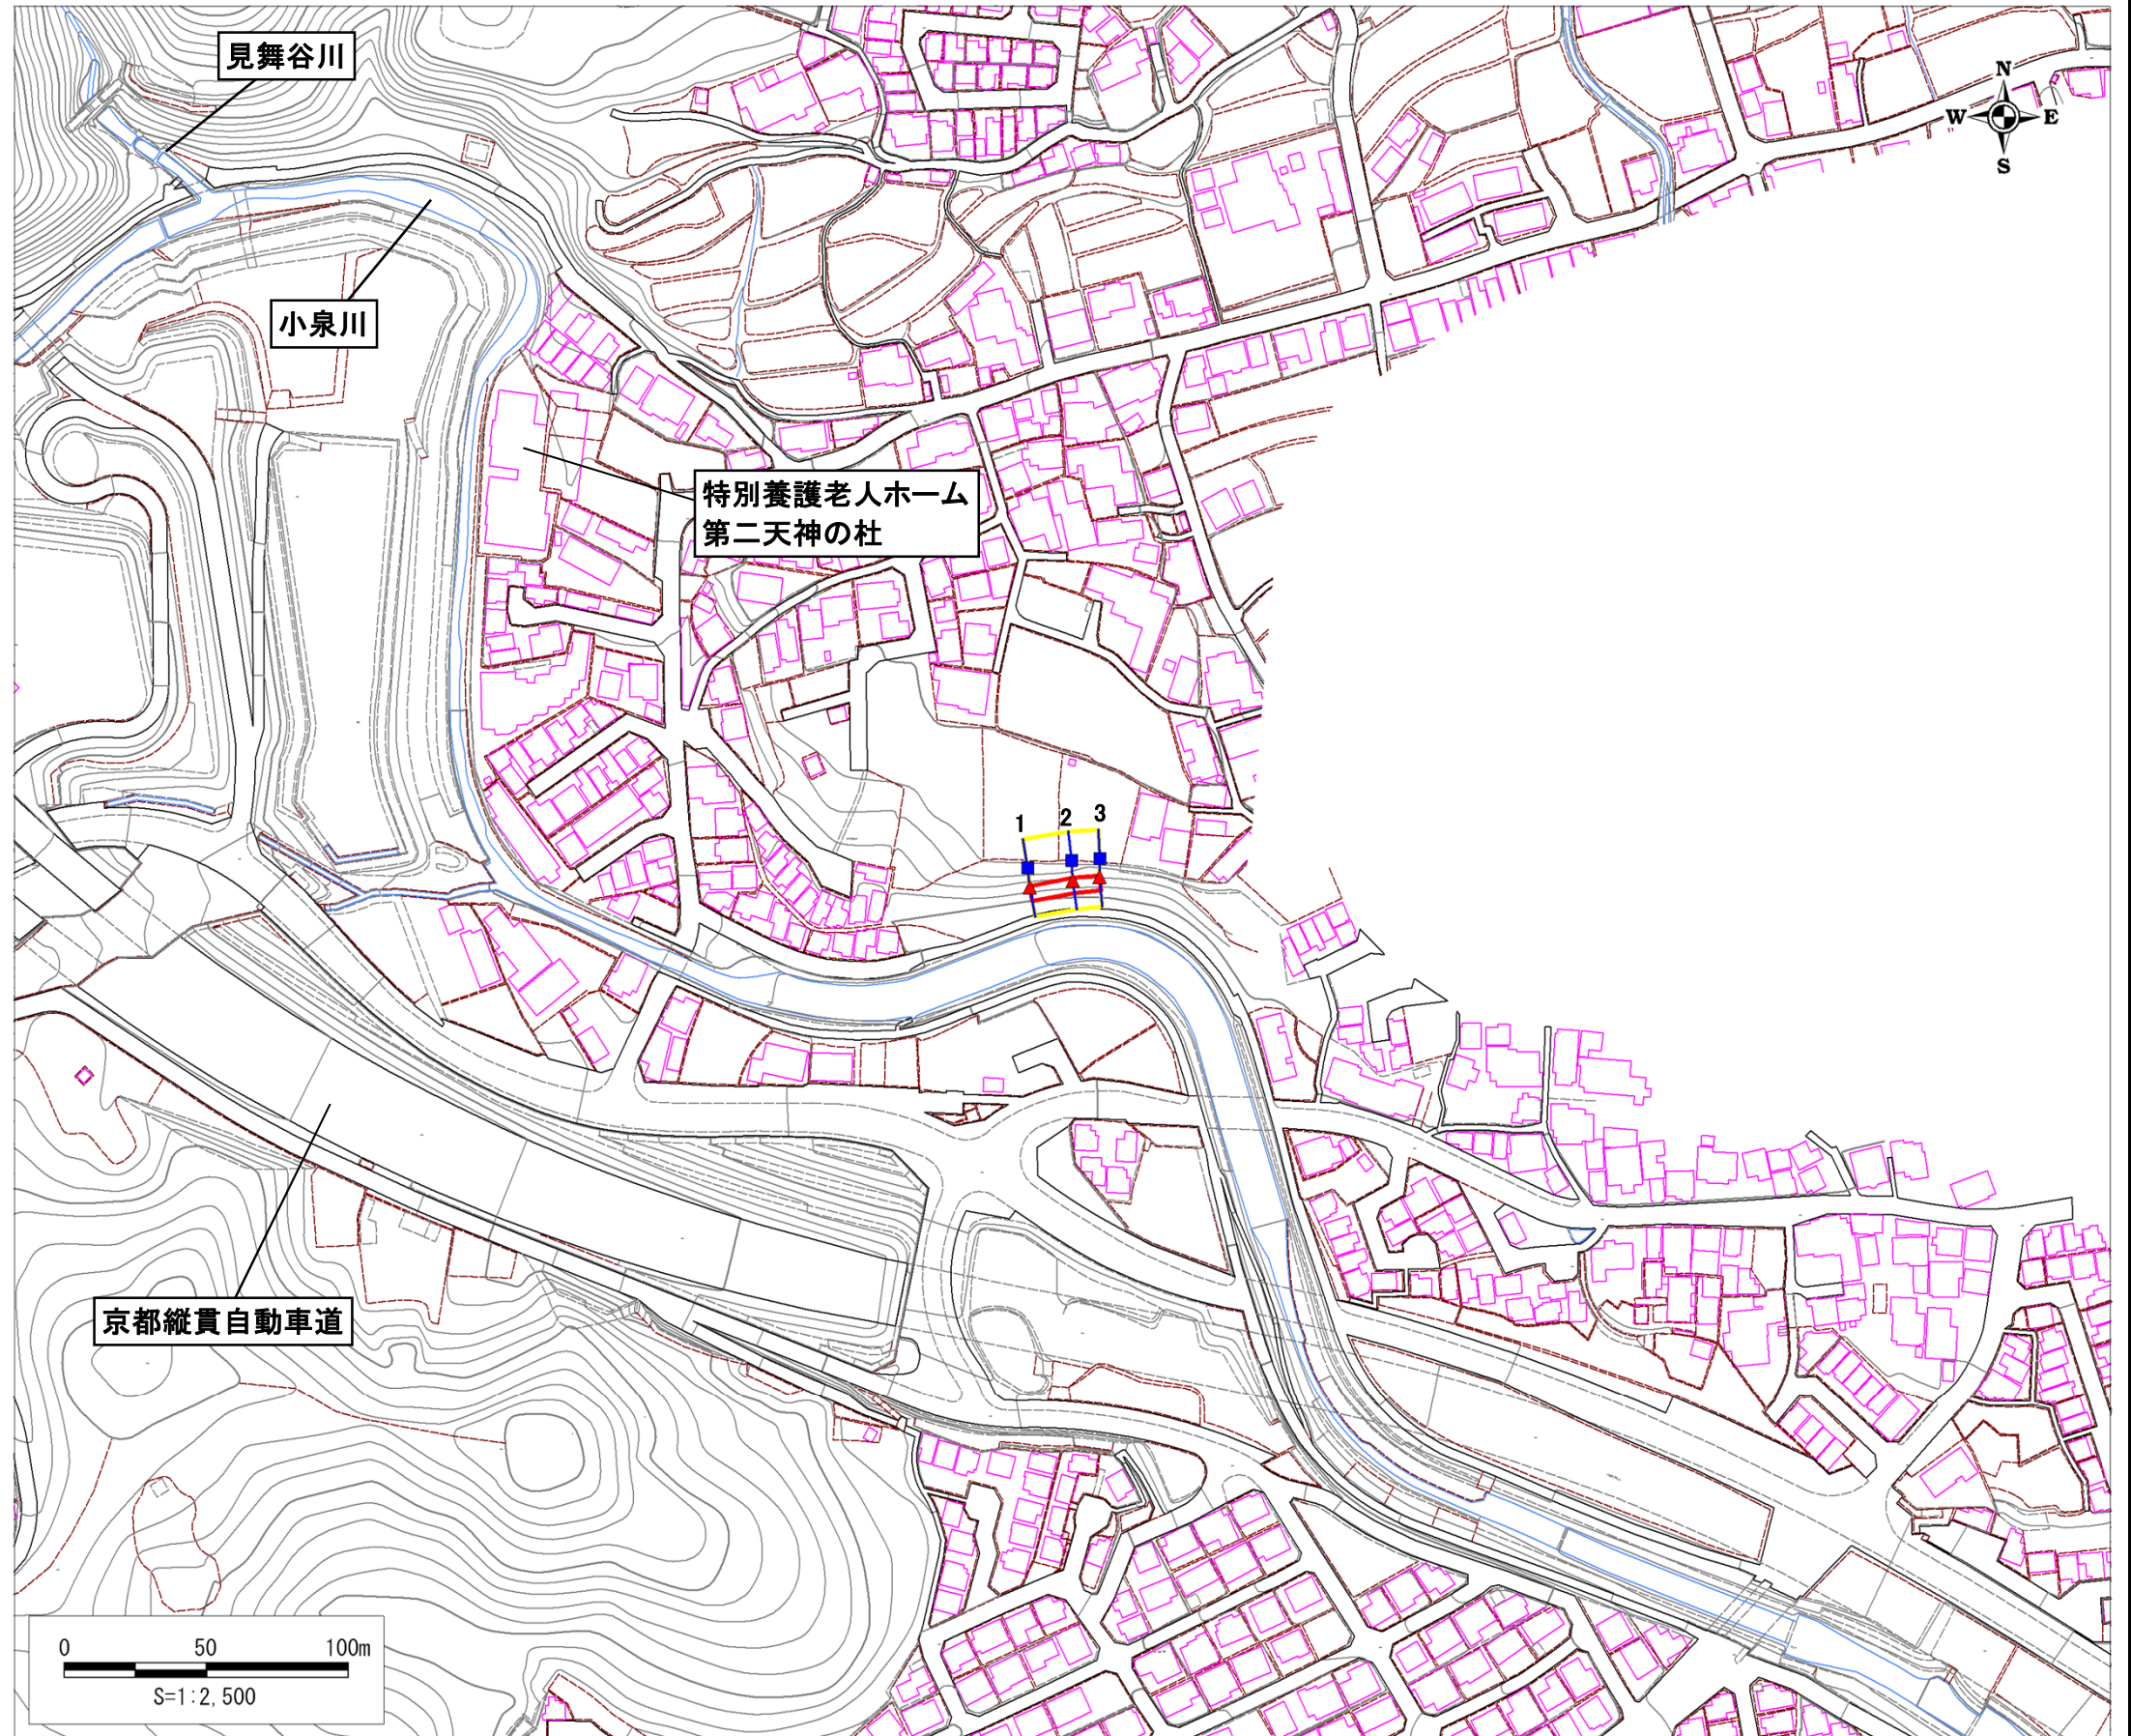 見舞谷川
N
W
E
S
小泉川
特別養護老人ホーム
第二天神の杜
1
2
3
京都縦貫自動車道
0
50
100m
S=1:2,500